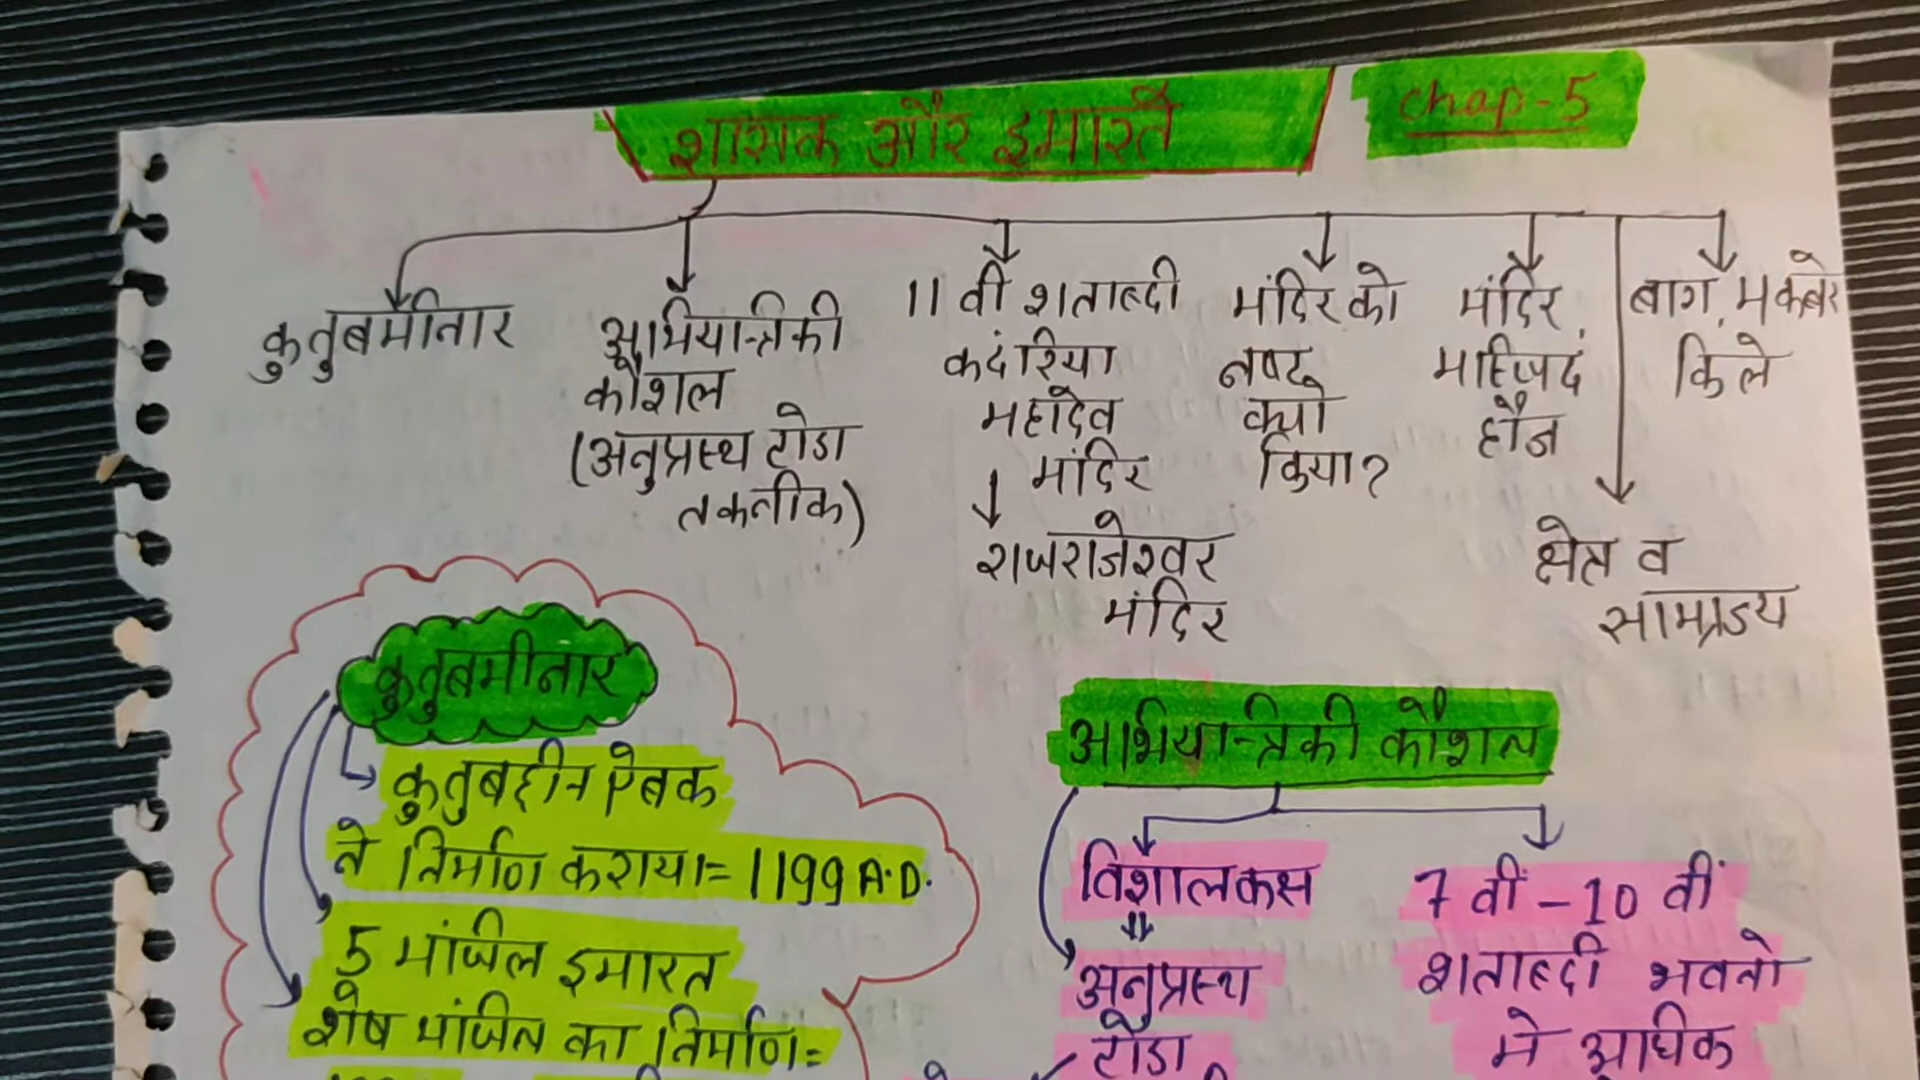 शासक और इमारते
chap-5
कुतुबमीनार
अभियान्त्रिकी
कौशल
(अनुप्रस्थ टोडा
तकनीक)
11 वी शताब्दी
कदंरिया
महादेव
मंदिर
राजराजेश्वर
मंदिर
मंदिर को
नष्ट
क्यो
किया?
मंदिर,
मस्जिद
हौज
बाग, मकबरे
किले
क्षेत्र व
साम्राज्य
कुतुबमीनार
कुतुबद्दीन ऐबक
ने निर्माण कराया= 1199 A.D.
5 मंजिल इमारत
शेष मंजिल का निर्माण=
अभियान्त्रिकी कौशल
विशालकक्ष
अनुप्रस्थ
टोडा
7 वीं - 10 वीं
शताब्दी भवनो
मे अधिक